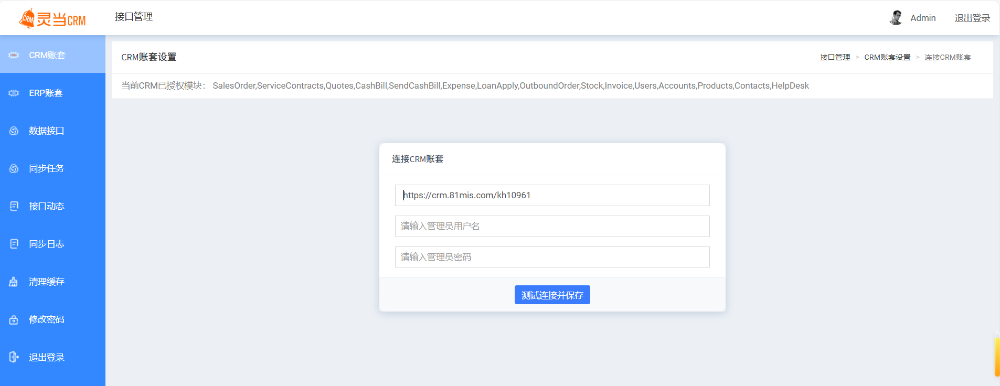 CRM 灵当CRM
接口管理
Admin
退出登录
CRM账套
ERP账套
数据接口
同步任务
接口动态
同步日志
清理缓存
修改密码
退出登录
CRM账套设置
接口管理 > CRM账套设置 > 连接CRM账套
当前CRM已授权模块： SalesOrder,ServiceContracts,Quotes,CashBill,SendCashBill,Expense,LoanApply,OutboundOrder,Stock,Invoice,Users,Accounts,Products,Contacts,HelpDesk
连接CRM账套
https://crm.81mis.com/kh10961
请输入管理员用户名
请输入管理员密码
测试连接并保存